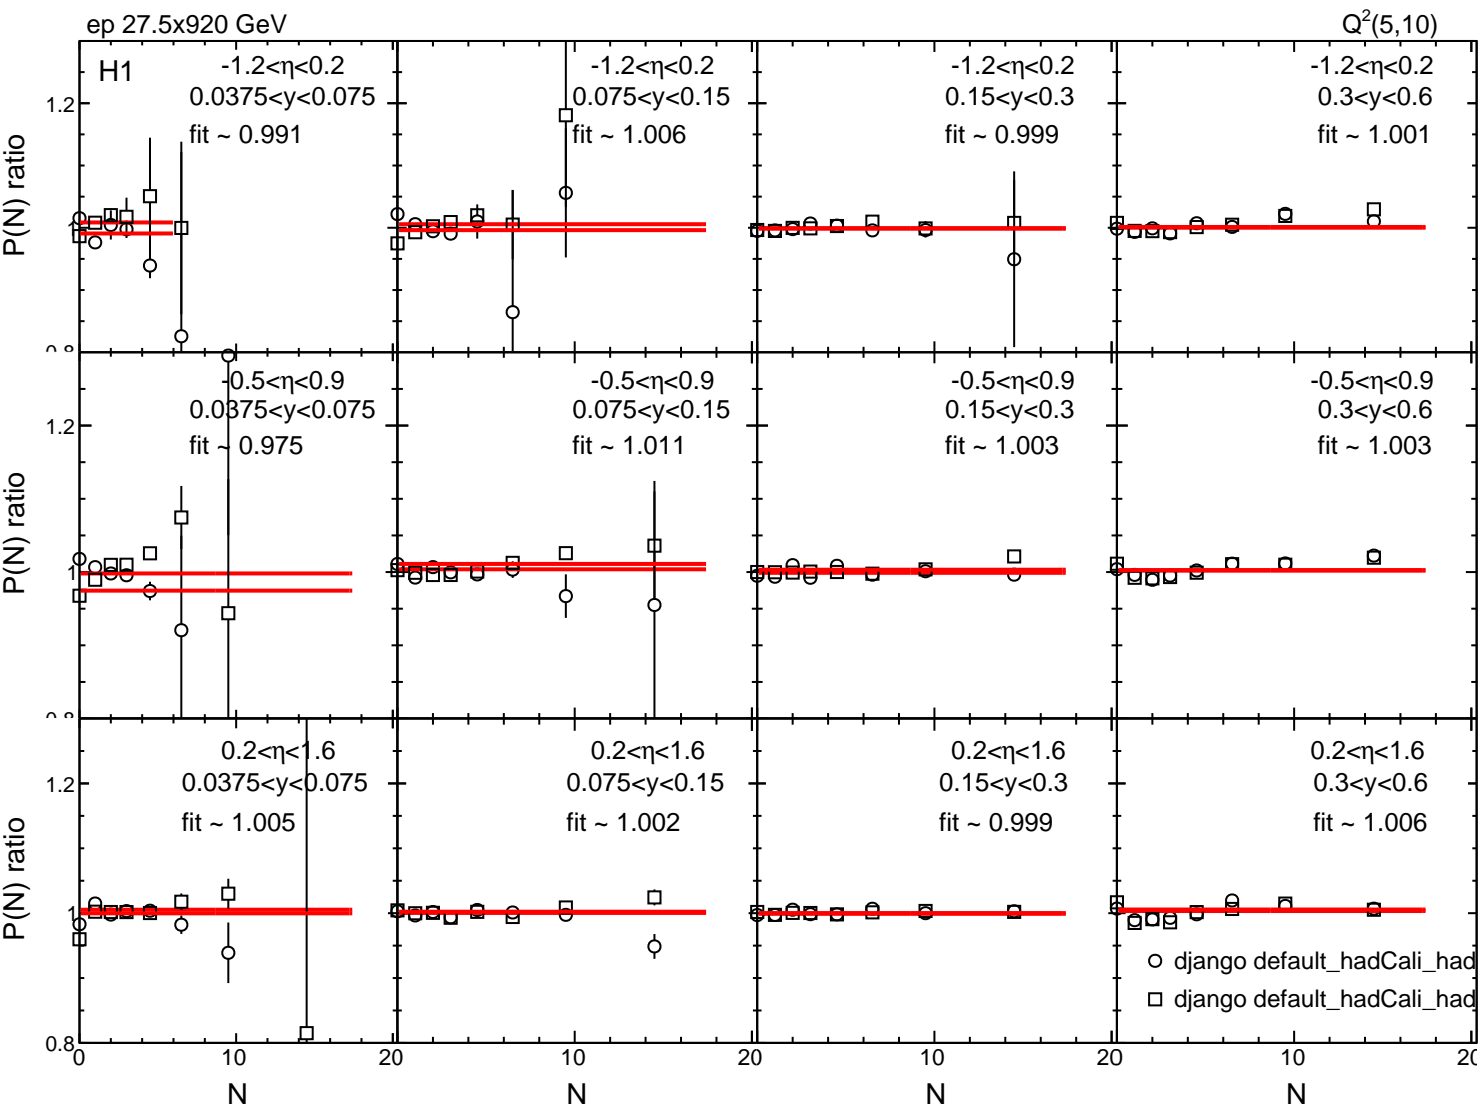 ep 27.5x920 GeV
Q²(5,10)
H1
-1.2<η<0.2
0.0375<y<0.075
fit ~ 0.991
-1.2<η<0.2
0.075<y<0.15
fit ~ 1.006
-1.2<η<0.2
0.15<y<0.3
fit ~ 0.999
-1.2<η<0.2
0.3<y<0.6
fit ~ 1.001
P(N) ratio
1.2
1
0.8
-0.5<η<0.9
0.0375<y<0.075
fit ~ 0.975
-0.5<η<0.9
0.075<y<0.15
fit ~ 1.011
-0.5<η<0.9
0.15<y<0.3
fit ~ 1.003
-0.5<η<0.9
0.3<y<0.6
fit ~ 1.003
P(N) ratio
1.2
1
0.8
0.2<η<1.6
0.0375<y<0.075
fit ~ 1.005
0.2<η<1.6
0.075<y<0.15
fit ~ 1.002
0.2<η<1.6
0.15<y<0.3
fit ~ 0.999
0.2<η<1.6
0.3<y<0.6
fit ~ 1.006
P(N) ratio
1.2
1
0.8
django default_hadCali_had
django default_hadCali_had
0 10 20 10 20 10 20 10 20
N N N N